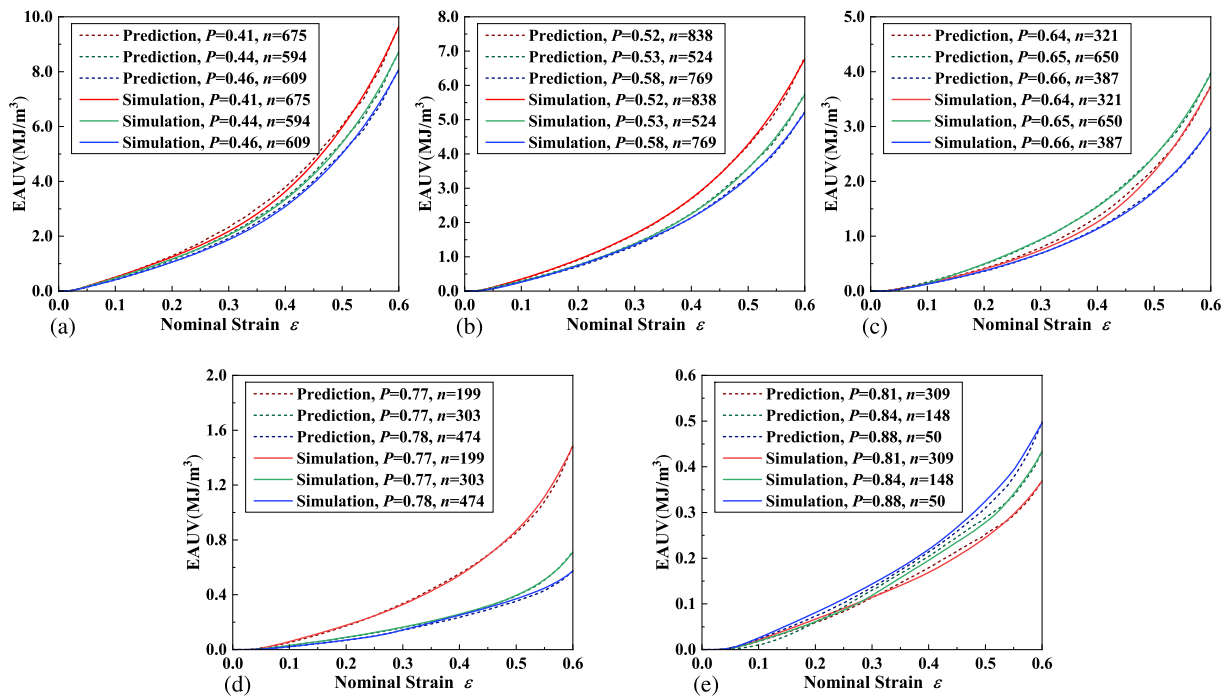 10.0
8.0
6.0
4.0
2.0
0.0
EAUV(MJ/m³)
Prediction, P=0.41, n=675
Prediction, P=0.44, n=594
Prediction, P=0.46, n=609
Simulation, P=0.41, n=675
Simulation, P=0.44, n=594
Simulation, P=0.46, n=609
0.0 0.1 0.2 0.3 0.4 0.5 0.6
Nominal Strain ε
(a)
8.0
7.0
6.0
5.0
4.0
3.0
2.0
1.0
0.0
EAUV(MJ/m³)
Prediction, P=0.52, n=838
Prediction, P=0.53, n=524
Prediction, P=0.58, n=769
Simulation, P=0.52, n=838
Simulation, P=0.53, n=524
Simulation, P=0.58, n=769
0.0 0.1 0.2 0.3 0.4 0.5 0.6
Nominal Strain ε
(b)
5.0
4.0
3.0
2.0
1.0
0.0
EAUV(MJ/m³)
Prediction, P=0.64, n=321
Prediction, P=0.65, n=650
Prediction, P=0.66, n=387
Simulation, P=0.64, n=321
Simulation, P=0.65, n=650
Simulation, P=0.66, n=387
0.0 0.1 0.2 0.3 0.4 0.5 0.6
Nominal Strain ε
(c)
2.0
1.6
1.2
0.8
0.4
0.0
EAUV(MJ/m³)
Prediction, P=0.77, n=199
Prediction, P=0.77, n=303
Prediction, P=0.78, n=474
Simulation, P=0.77, n=199
Simulation, P=0.77, n=303
Simulation, P=0.78, n=474
0.0 0.1 0.2 0.3 0.4 0.5 0.6
Nominal Strain ε
(d)
0.6
0.5
0.4
0.3
0.2
0.1
0.0
EAUV(MJ/m³)
Prediction, P=0.81, n=309
Prediction, P=0.84, n=148
Prediction, P=0.88, n=50
Simulation, P=0.81, n=309
Simulation, P=0.84, n=148
Simulation, P=0.88, n=50
0.0 0.1 0.2 0.3 0.4 0.5 0.6
Nominal Strain ε
(e)